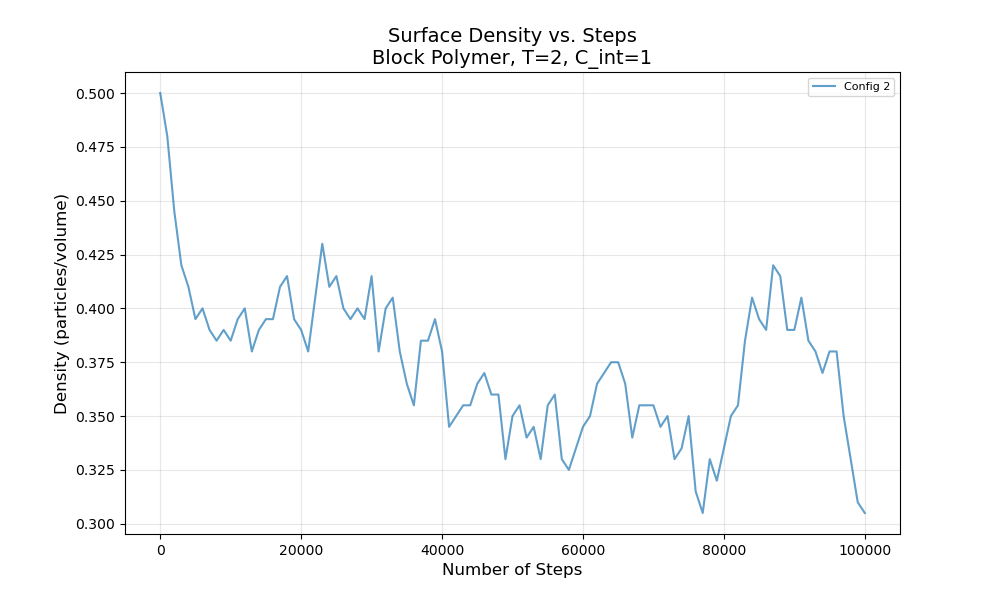 Surface Density vs. Steps
Block Polymer, T=2, C_int=1
Config 2
Density (particles/volume)
0.500
0.475
0.450
0.425
0.400
0.375
0.350
0.325
0.300
0 20000 40000 60000 80000 100000
Number of Steps